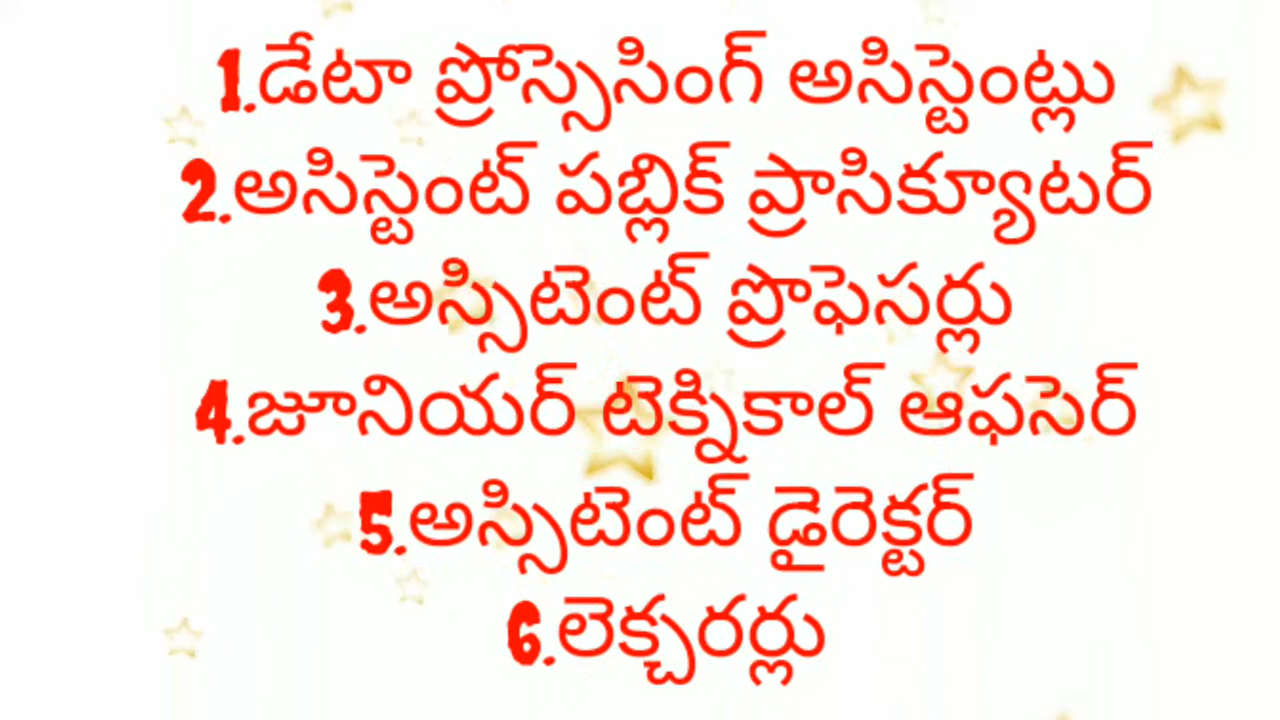 1.డేటా ప్రోస్సెసింగ్ అసిస్టెంట్లు
2.అసిస్టెంట్ పబ్లిక్ ప్రాసిక్యూటర్
3.అస్సిటెంట్ ప్రొఫెసర్లు
4.జూనియర్ టెక్నికాల్ ఆఫసెర్
5.అస్సిటెంట్ డైరెక్టర్
6.లెక్చరర్లు